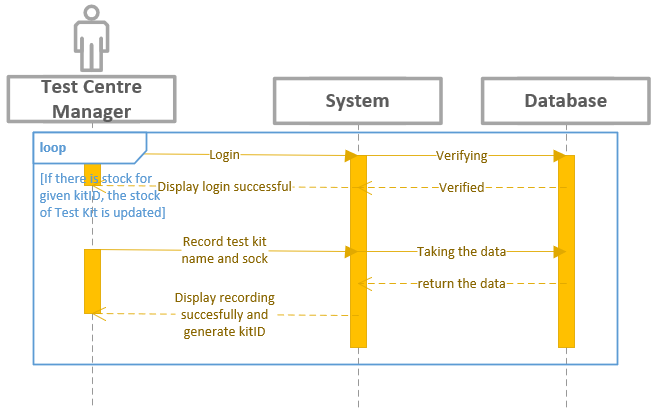 Test Centre
Manager
System
Database
loop
Login
Verifying
[If there is stock for
given kitID, the stock
of Test Kit is updated]
Display login successful
Verified
Record test kit
name and sock
Taking the data
return the data
Display recording
succesfully and
generate kitID